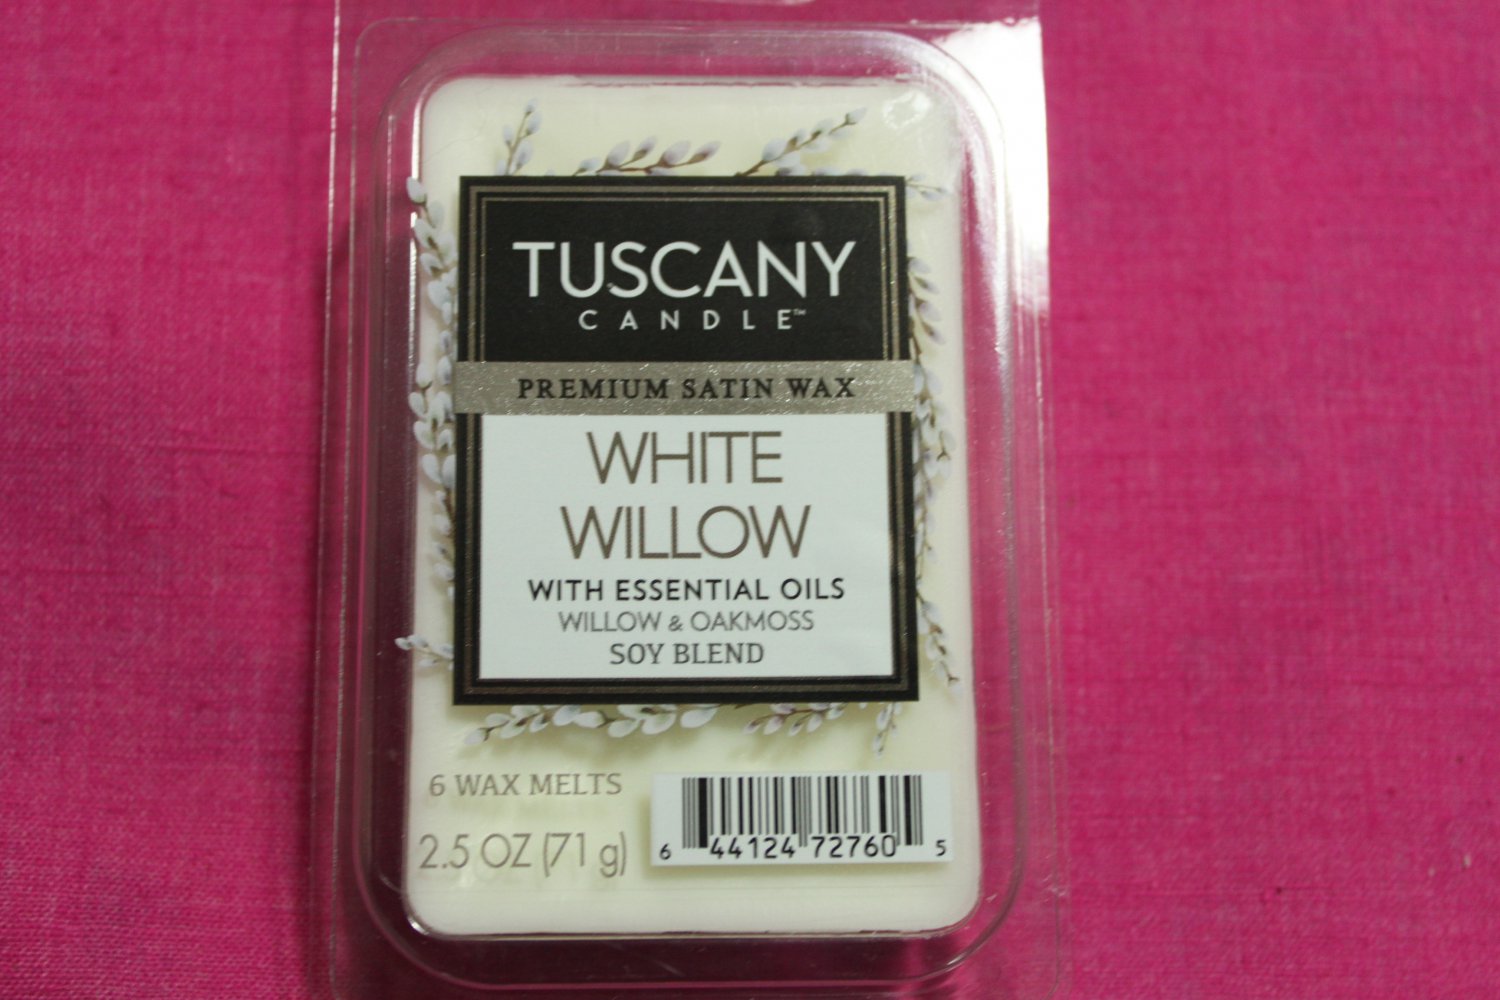 TUSCANY
CANDLE™
PREMIUM SATIN WAX
WHITE
WILLOW
WITH ESSENTIAL OILS
WILLOW & OAKMOSS
SOY BLEND
6 WAX MELTS
2.5 OZ (71 g)
6 44124 72760 5